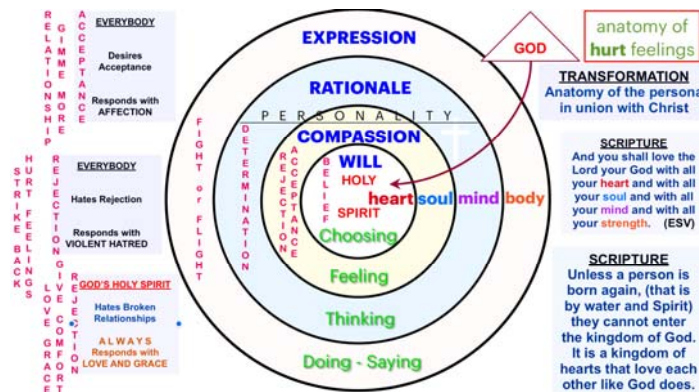 RELATIONSHIP
GIMME MORE
ACCEPTANCE
EVERYBODY
Desires
Acceptance
Responds with
AFFECTION
STRIKE BACK
HURT FEELINGS
REJECTION
EVERYBODY
Hates Rejection
Responds with
VIOLENT HATRED
LOVE GRACE
GIVE COMFORT
REJECTION
GOD'S HOLY SPIRIT
Hates Broken
Relationships
ALWAYS
Responds with
LOVE AND GRACE
EXPRESSION
RATIONALE
PERSONALITY
COMPASSION
WILL
HOLY
SPIRIT
heart soul mind body
Choosing
Feeling
Thinking
Doing - Saying
FIGHT or FLIGHT
DETERMINATION
REJECTION
ACCEPTANCE
BELIEF
GOD
anatomy of
hurt feelings
TRANSFORMATION
Anatomy of the persona
in union with Christ
SCRIPTURE
And you shall love the
Lord your God with all
your heart and with all
your soul and with all
your mind and with all
your strength. (ESV)
SCRIPTURE
Unless a person is
born again, (that is
by water and Spirit)
they cannot enter
the kingdom of God.
It is a kingdom of
hearts that love each
other like God does.